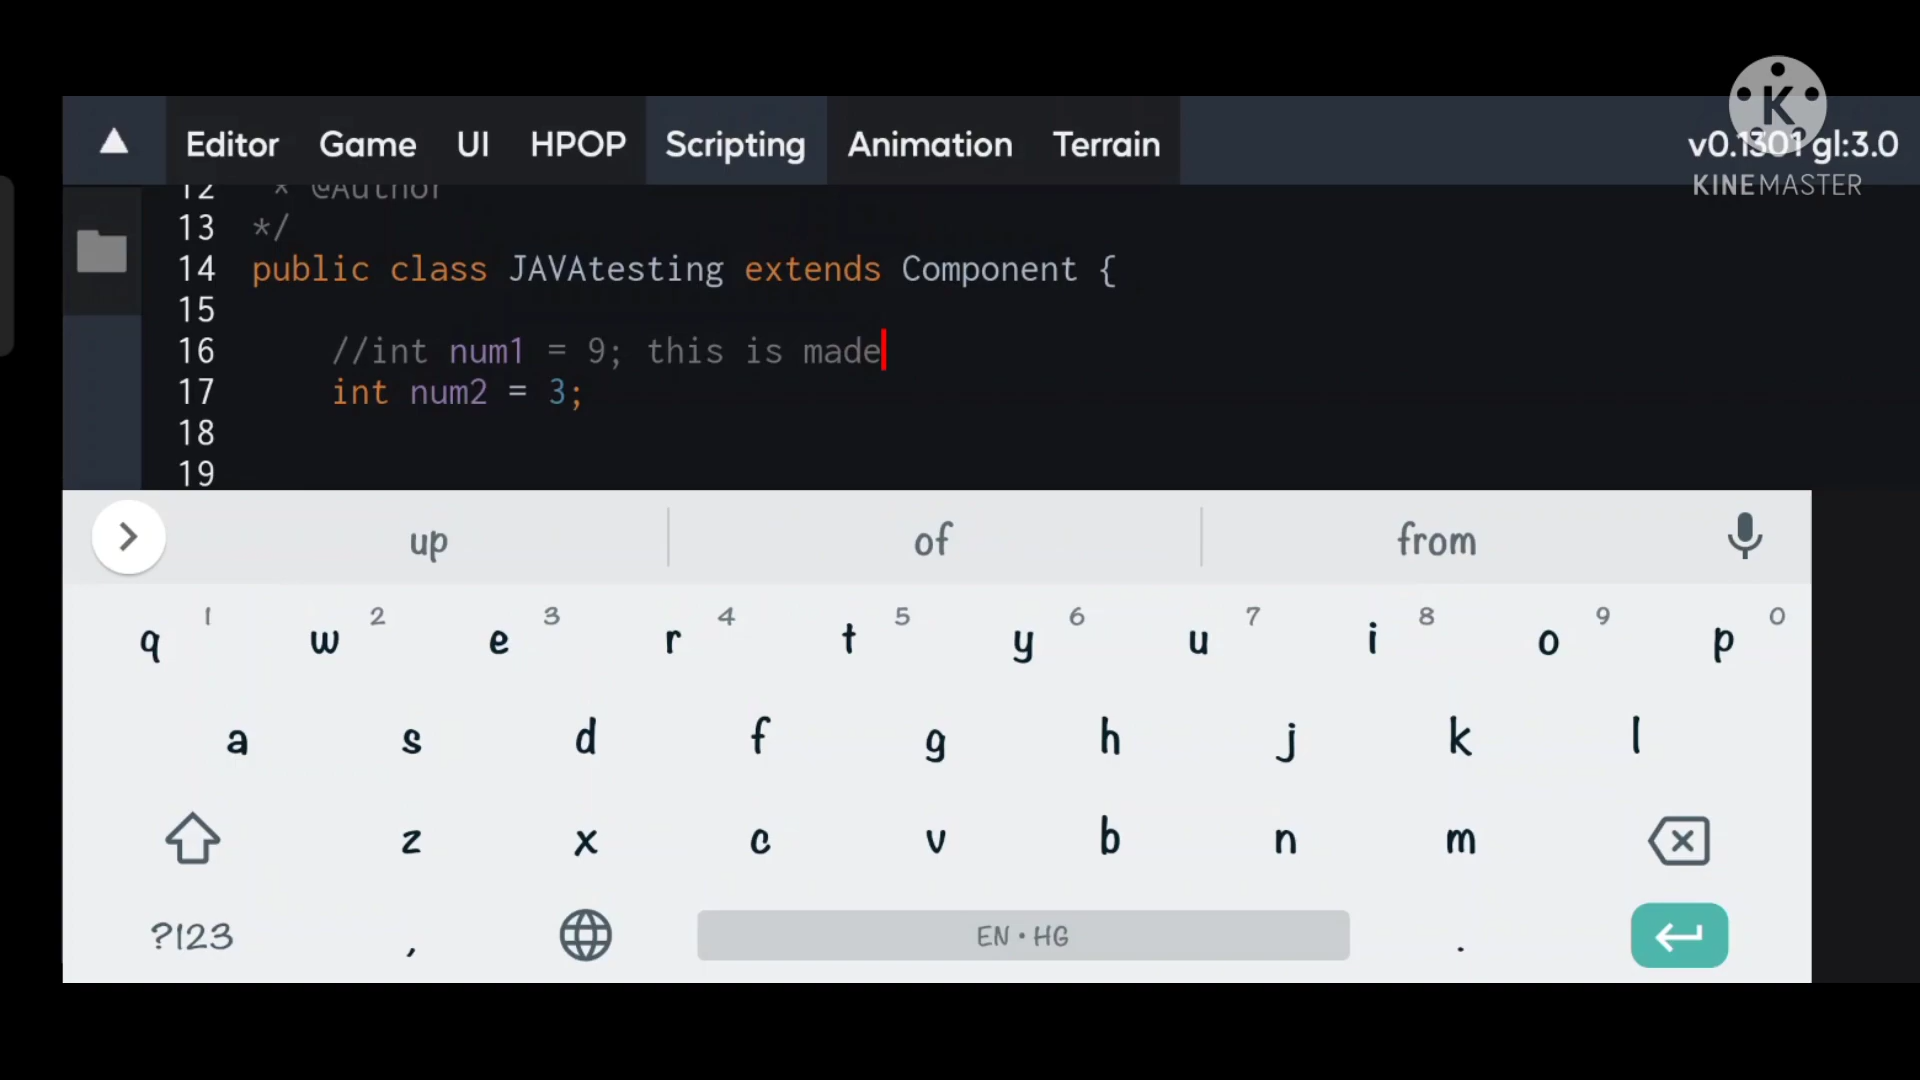 Editor Game UI HPOP Scripting Animation Terrain v0.1301 gl:3.0
K
KINEMASTER
12 * @Author
13 */
14 public class JAVAtesting extends Component {
15
16 //int num1 = 9; this is made
17 int num2 = 3;
18
19
up of from
q 1 w 2 e 3 r 4 t 5 y 6 u 7 i 8 o 9 p 0
a s d f g h j k l
z x c v b n m
?123 , EN • HG .